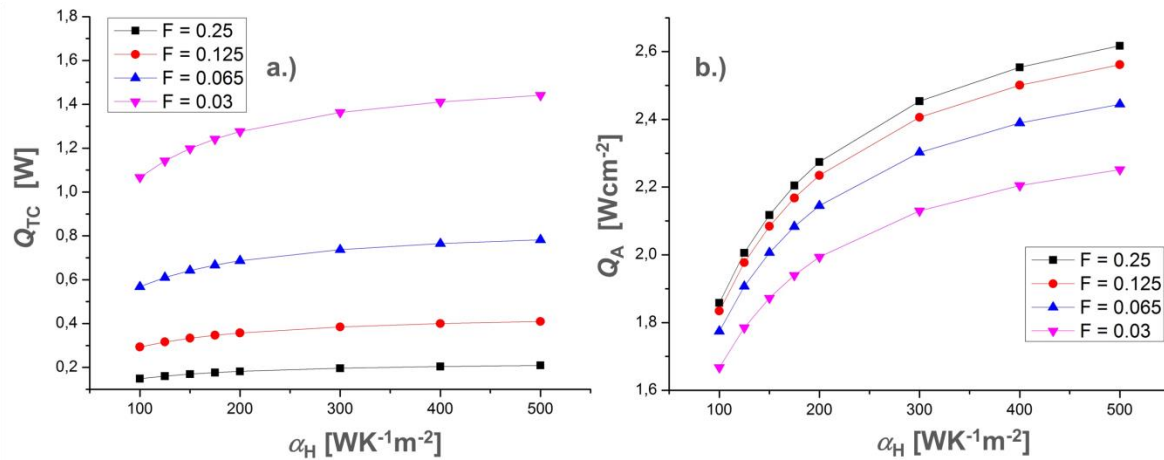 1,8
1,6
1,4
1,2
1,0
0,8
0,6
0,4
0,2
Q_TC [W]
F = 0.25
F = 0.125
F = 0.065
F = 0.03
a.)
100 200 300 400 500
α_H [WK⁻¹m⁻²]
2,6
2,4
2,2
2,0
1,8
1,6
Q_A [Wcm⁻²]
b.)
F = 0.25
F = 0.125
F = 0.065
F = 0.03
100 200 300 400 500
α_H [WK⁻¹m⁻²]